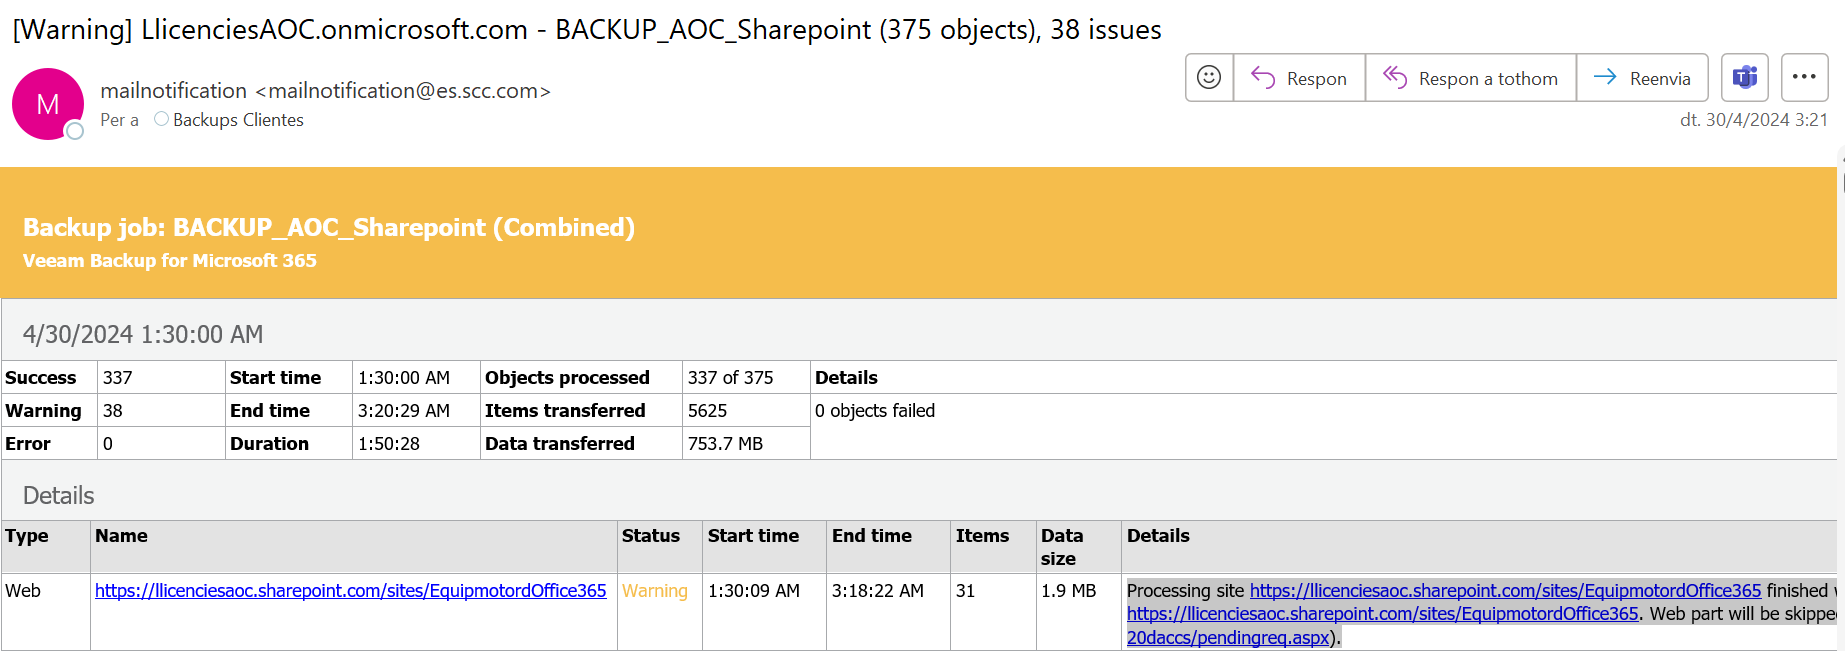 [Warning] LlicenciesAOC.onmicrosoft.com - BACKUP_AOC_Sharepoint (375 objects), 38 issues
M
mailnotification <mailnotification@es.scc.com>
Per a Backups Clientes
Respon
Respon a tothom
Reenvia
dt. 30/4/2024 3:21
Backup job: BACKUP_AOC_Sharepoint (Combined)
Veeam Backup for Microsoft 365
4/30/2024 1:30:00 AM
Success 337 Start time 1:30:00 AM Objects processed 337 of 375 Details
Warning 38 End time 3:20:29 AM Items transferred 5625 0 objects failed
Error 0 Duration 1:50:28 Data transferred 753.7 MB
Details
Type Name Status Start time End time Items Data size Details
Web https://llicenciesaoc.sharepoint.com/sites/EquipmotordOffice365 Warning 1:30:09 AM 3:18:22 AM 31 1.9 MB Processing site https://llicenciesaoc.sharepoint.com/sites/EquipmotordOffice365 finished
https://llicenciesaoc.sharepoint.com/sites/EquipmotordOffice365. Web part will be skipped
20daccs/pendingreq.aspx).